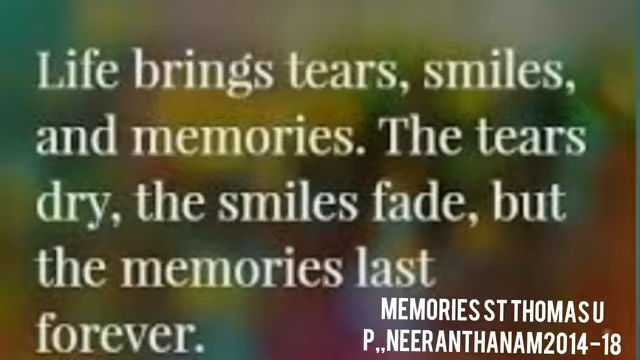 Life brings tears, smiles,
and memories. The tears
dry, the smiles fade, but
the memories last
forever.
MEMORIES ST THOMAS U
P,,NEERANTHANAM2014-18